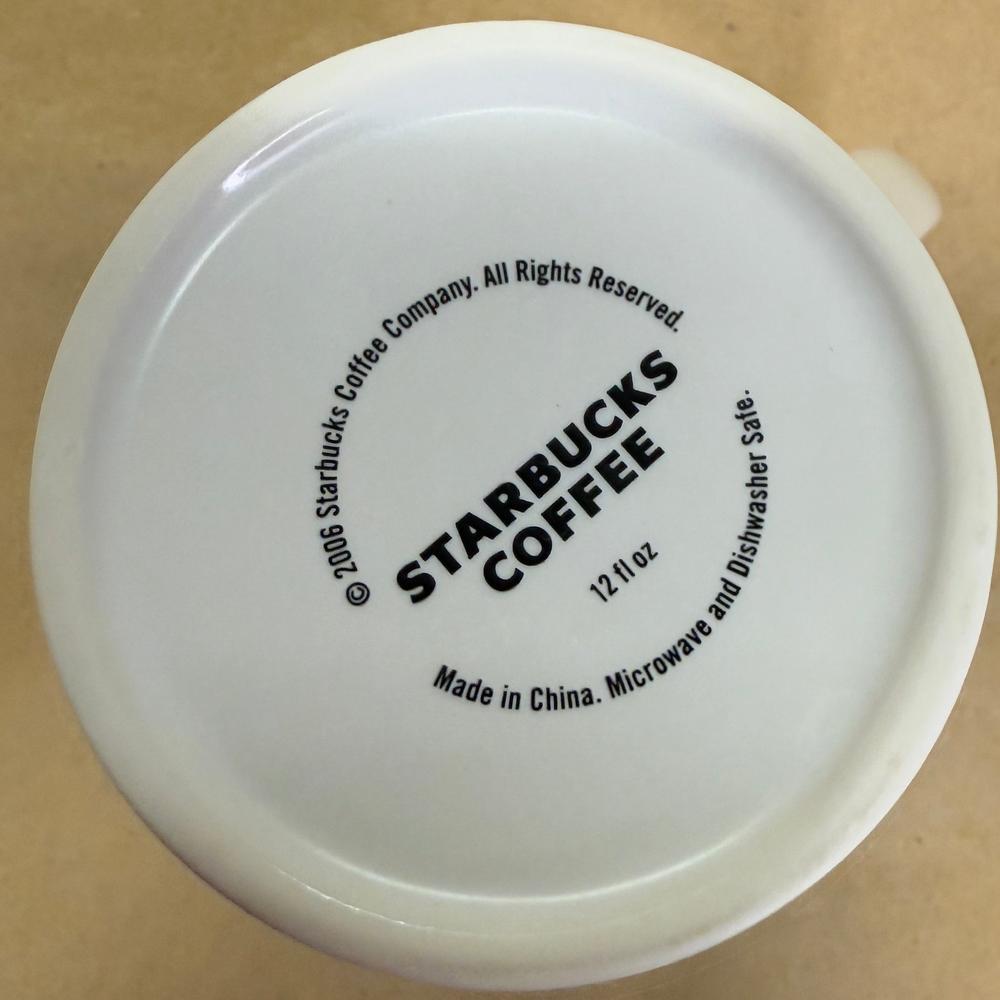 © 2006 Starbucks Coffee Company. All Rights Reserved.
STARBUCKS
COFFEE
12 fl oz
Made in China. Microwave and Dishwasher Safe.